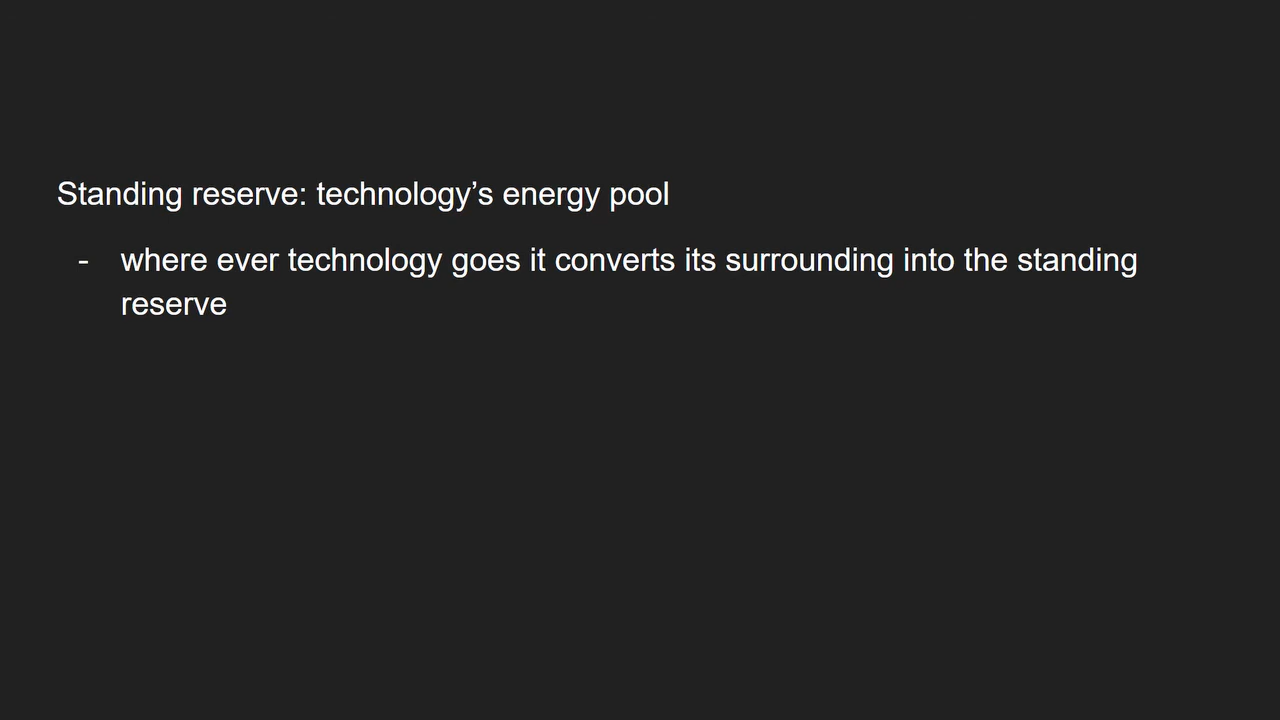 Standing reserve: technology’s energy pool
- where ever technology goes it converts its surrounding into the standing
reserve